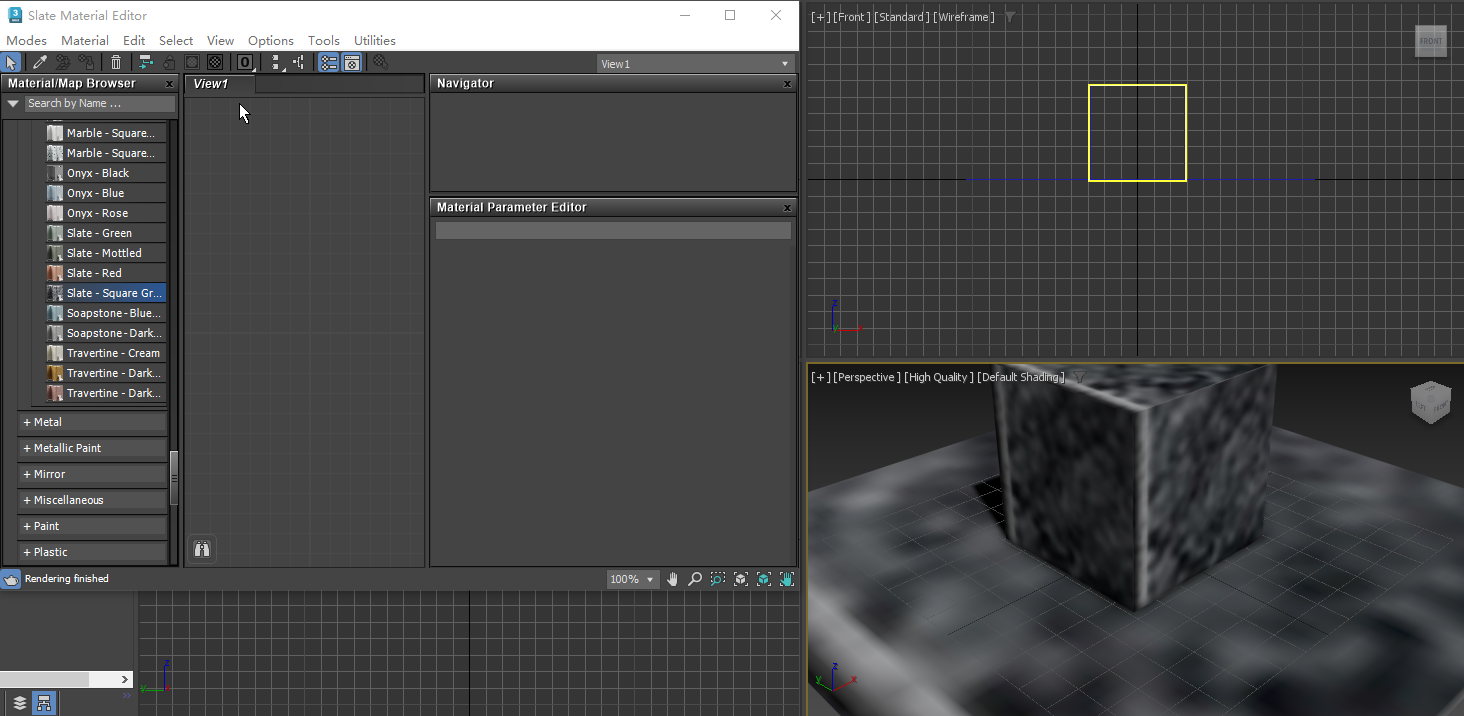 Slate Material Editor
Modes Material Edit Select View Options Tools Utilities
View1
Material/Map Browser
Search by Name ...
Marble - Square...
Marble - Square...
Onyx - Black
Onyx - Blue
Onyx - Rose
Slate - Green
Slate - Mottled
Slate - Red
Slate - Square Gr...
Soapstone - Blue...
Soapstone - Dark...
Travertine - Cream
Travertine - Dark...
Travertine - Dark...
+ Metal
+ Metallic Paint
+ Mirror
+ Miscellaneous
+ Paint
+ Plastic
View1
Navigator
Material Parameter Editor
Rendering finished
100%
[+] [Front] [Standard] [Wireframe]
FRONT
z
x
[+] [Perspective] [High Quality] [Default Shading]
z
y
x
z
y